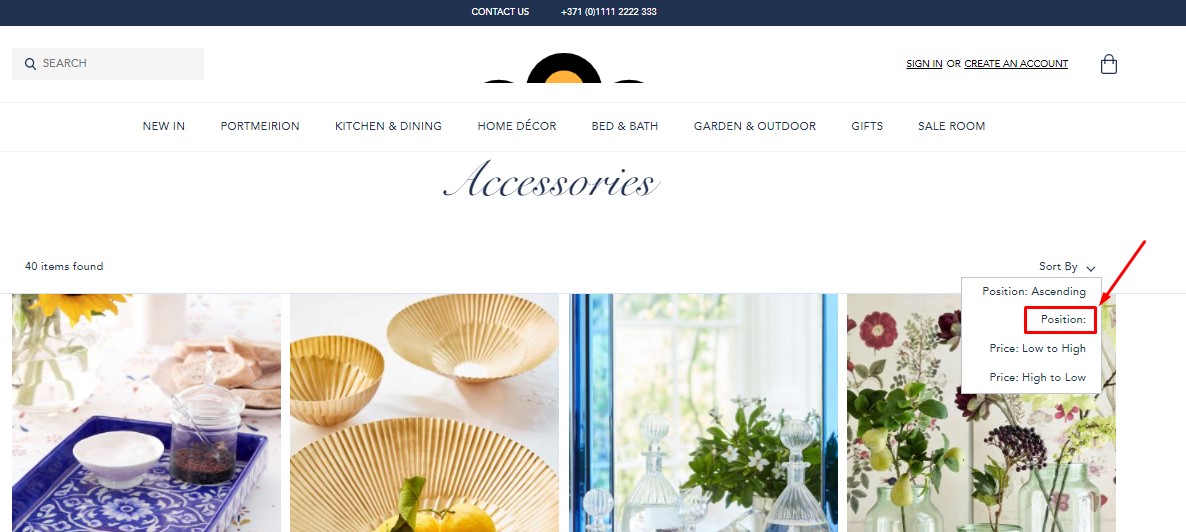 CONTACT US +371 (0)1111 2222 333
SEARCH
SIGN IN OR CREATE AN ACCOUNT
NEW IN PORTMEIRION KITCHEN & DINING HOME DÉCOR BED & BATH GARDEN & OUTDOOR GIFTS SALE ROOM
Accessories
40 items found
Sort By
Position: Ascending
Position:
Price: Low to High
Price: High to Low